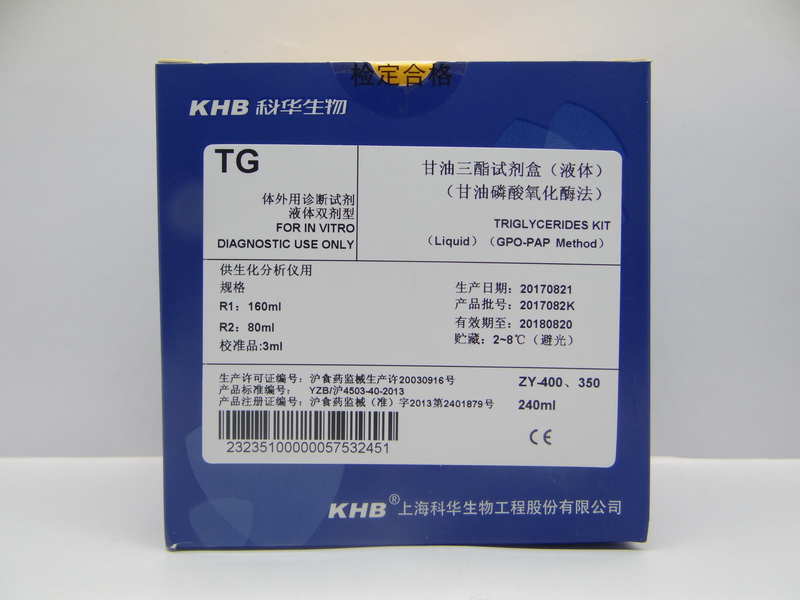 检定合格
KHB 科华生物
TG
体外用诊断试剂
液体双剂型
FOR IN VITRO
DIAGNOSTIC USE ONLY
甘油三酯试剂盒（液体）
（甘油磷酸氧化酶法）
TRIGLYCERIDES KIT
（Liquid）（GPO-PAP Method）
供生化分析仪用
规格
R1：160ml
R2：80ml
校准品:3ml
生产日期：20170821
产品批号：2017082K
有效期至：20180820
贮藏：2~8℃（避光）
生产许可证编号：沪食药监械生产许20030916号
产品标准编号： YZB/沪4503-40-2013
产品注册证编号：沪食药监械（准）字2013第2401879号
ZY-400、350
240ml
23235100000057532451
CE
KHB®上海科华生物工程股份有限公司